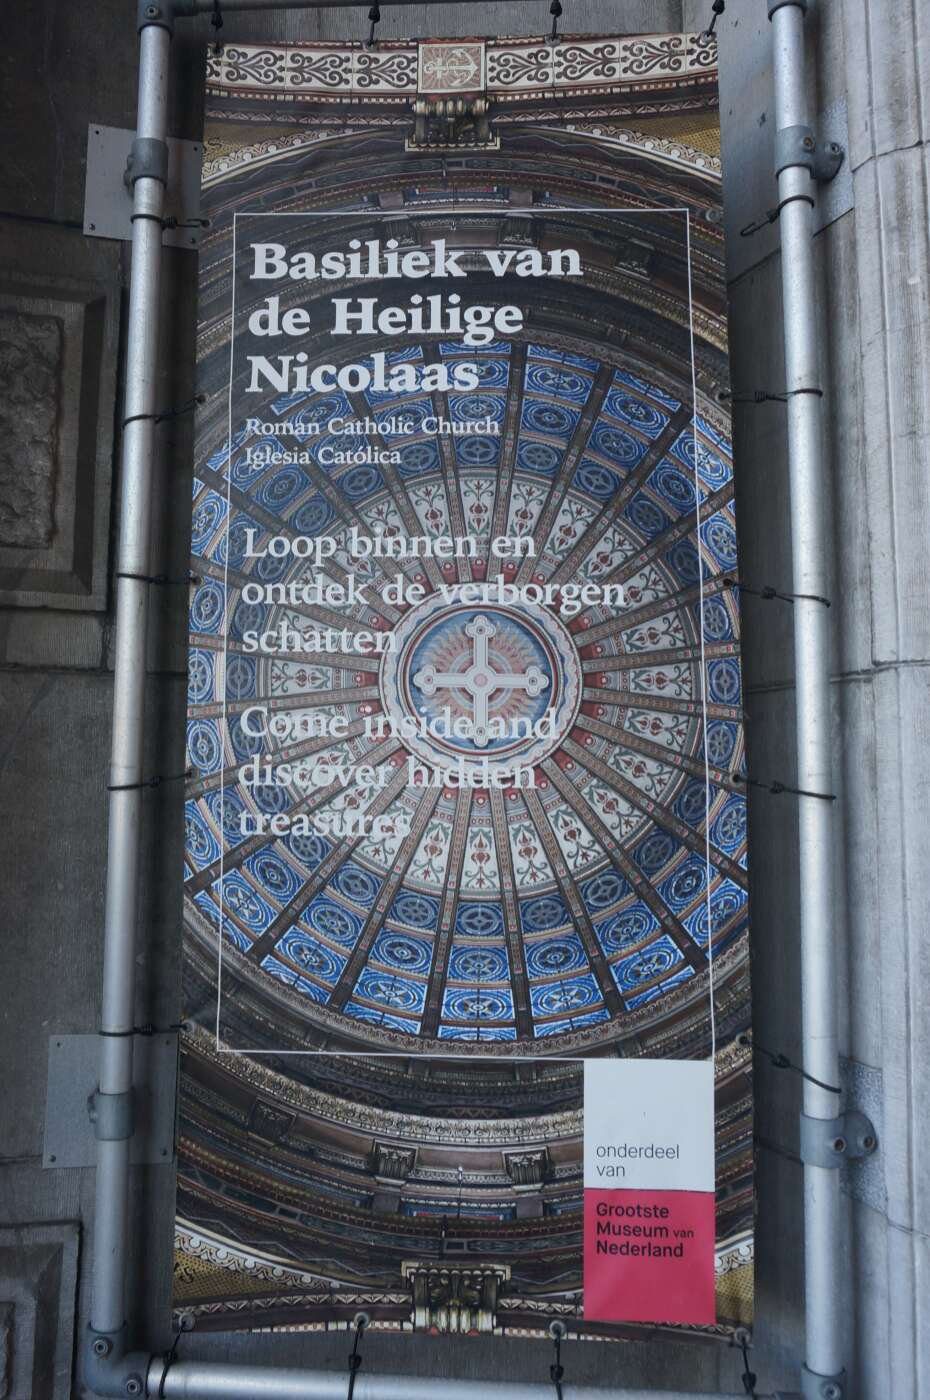 Basiliek van
de Heilige
Nicolaas
Roman Catholic Church
Iglesia Católica
Loop binnen en
ontdek de verborgen
schatten
Come inside and
discover hidden
treasures
onderdeel
van
Grootste
Museum van
Nederland